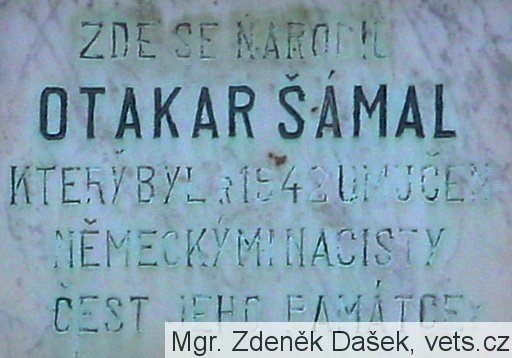 ZDE SE NARODIL
OTAKAR ŠÁMAL
KTERÝ BYL R 1942 UMUČEN
NĚMECKÝMI NACISTY
ČEST JEHO PAMÁTCE
Mgr. Zdeněk Dašek, vets.cz